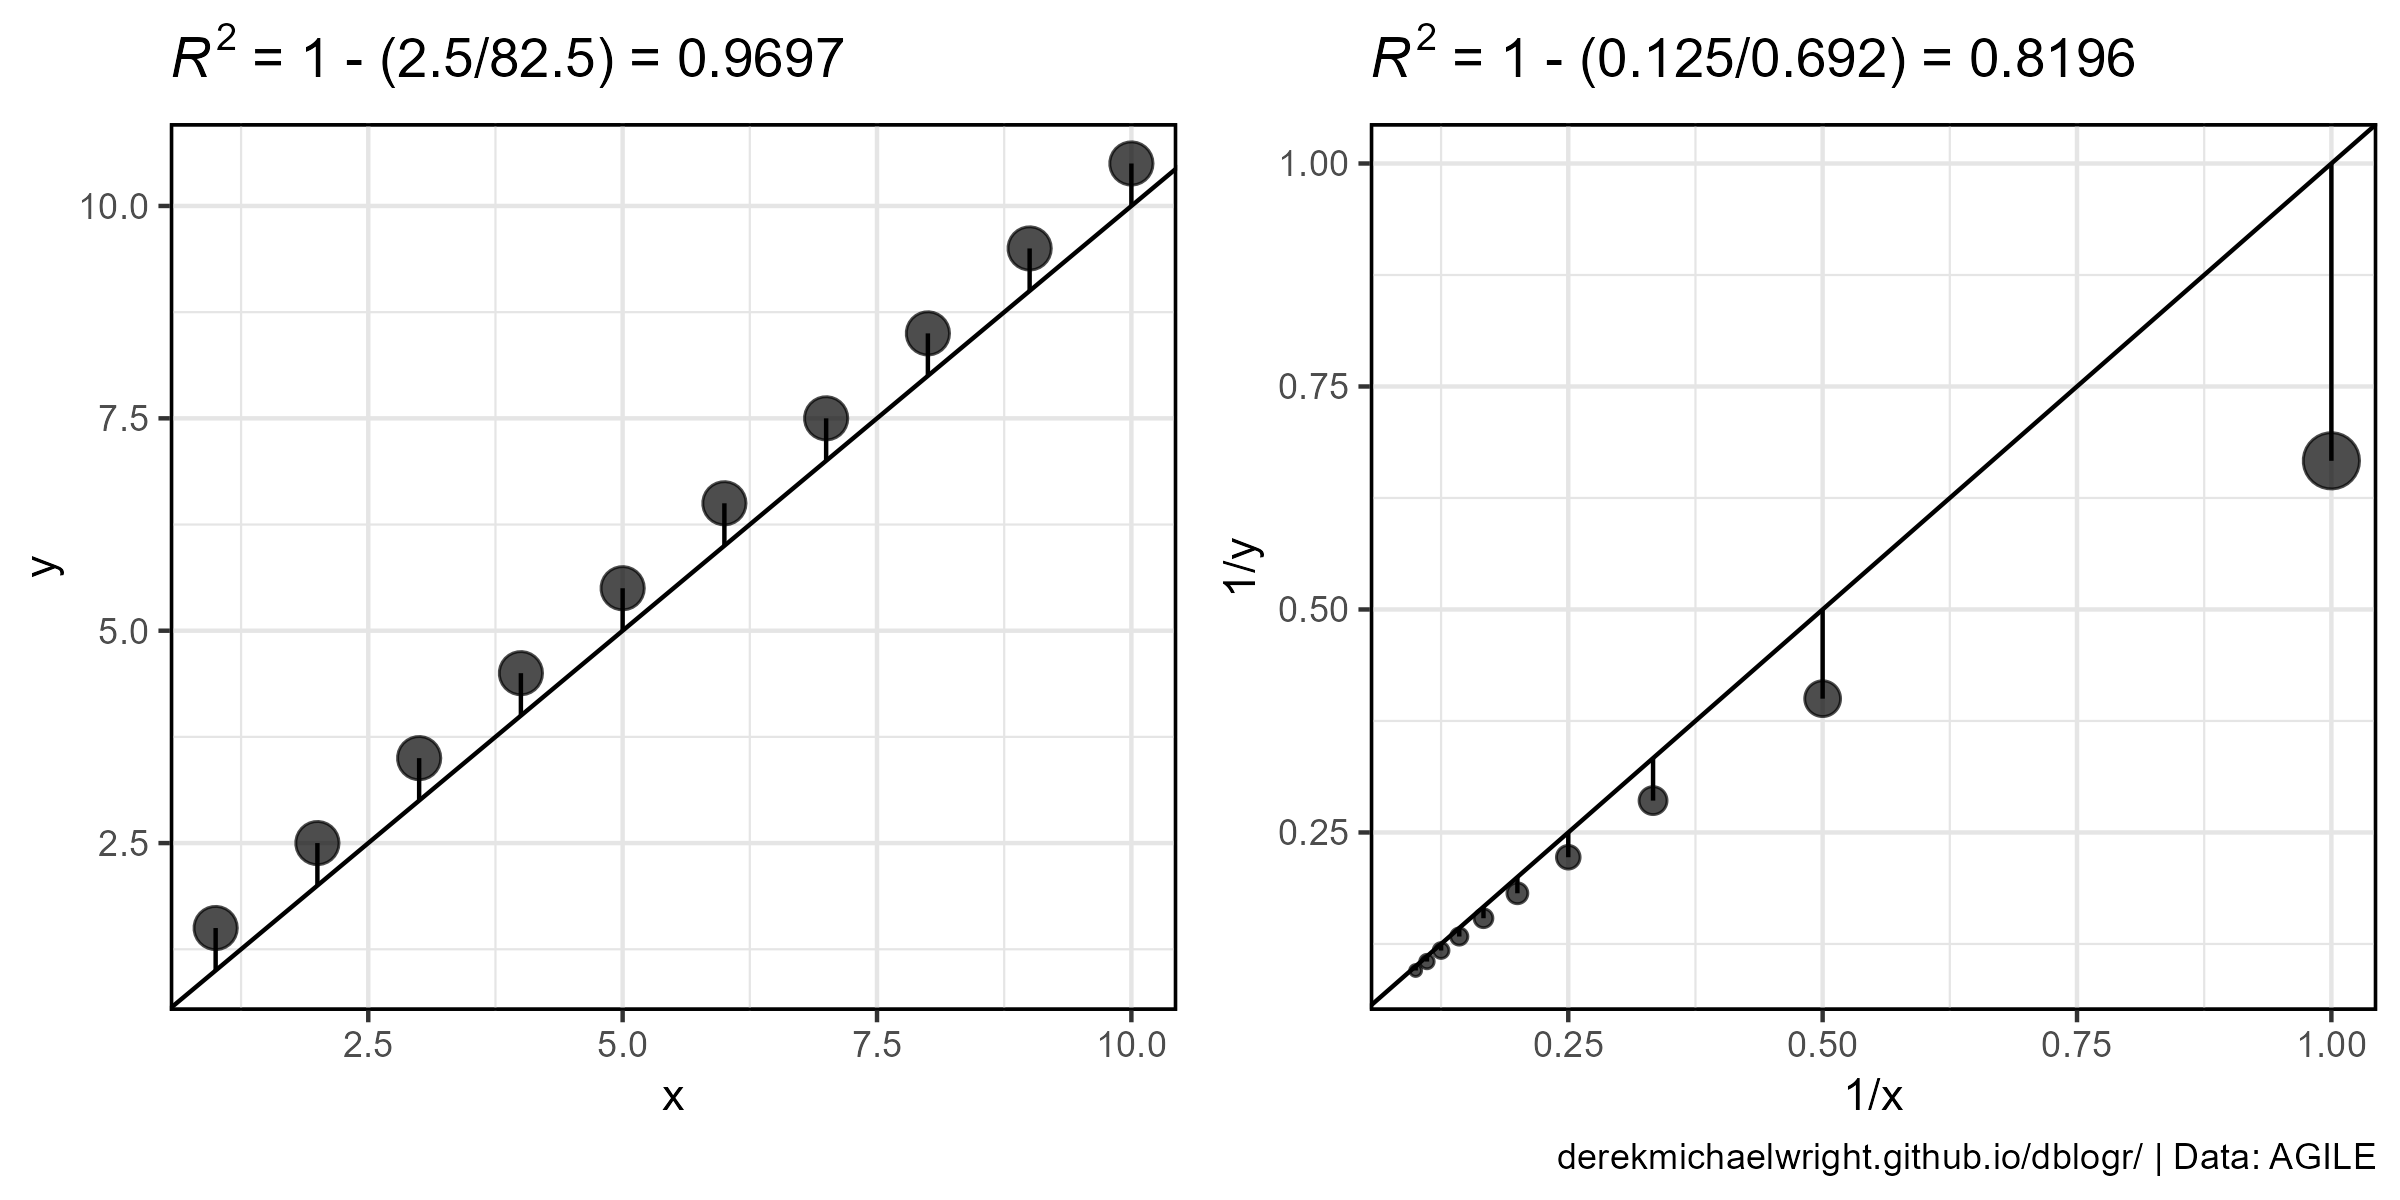 R² = 1 - (2.5/82.5) = 0.9697
10.0
7.5
5.0
2.5
y
2.5 5.0 7.5 10.0
x
R² = 1 - (0.125/0.692) = 0.8196
1.00
0.75
0.50
0.25
1/y
0.25 0.50 0.75 1.00
1/x
derekmichaelwright.github.io/dblogr/ | Data: AGILE